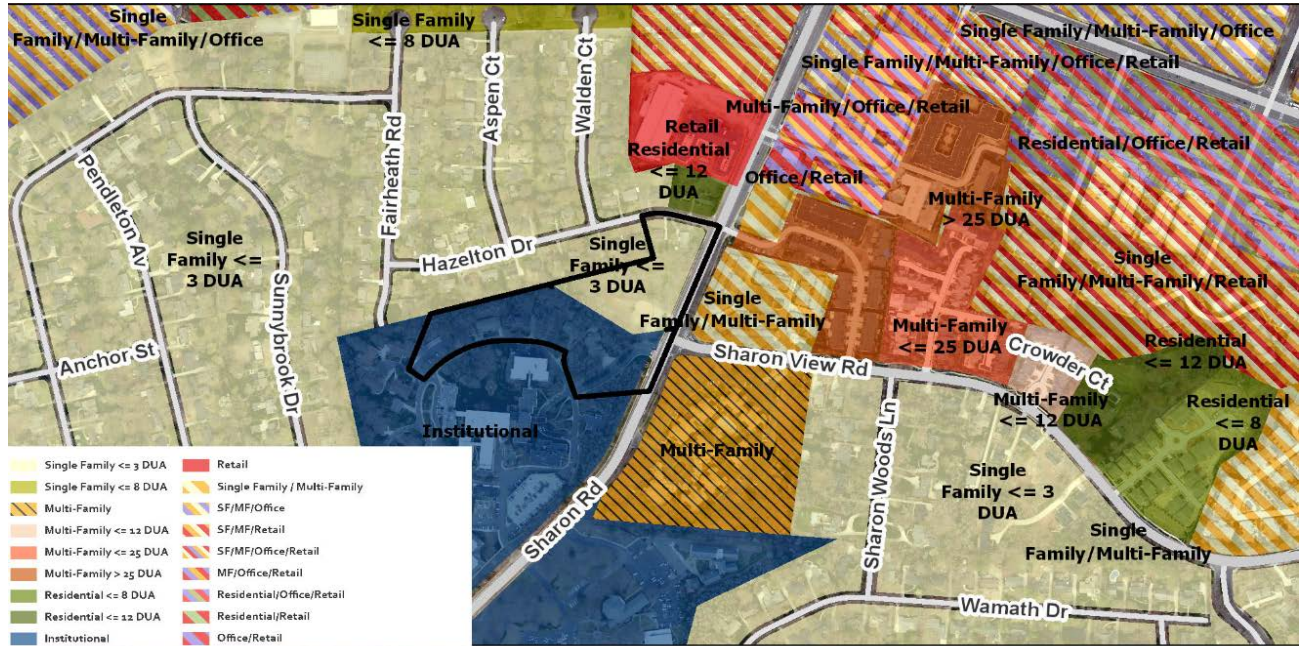 Single
Family/Multi-Family/Office
Single Family
<= 8 DUA
Single Family/Multi-Family/Office
Single Family/Multi-Family/Office/Retail
Multi-Family/Office/Retail
Aspen Ct
Walden Ct
Fairheath Rd
Retail
Residential
<= 12
DUA
Office/Retail
Residential/Office/Retail
Multi-Family
> 25 DUA
Pendleton Av
Single
Family <=
3 DUA
Sunnybrook Dr
Hazelton Dr
Single
Family <=
3 DUA
Single
Family/Multi-Family/Retail
Single
Family/Multi-Family
Anchor St
Sharon View Rd
Multi-Family
<= 25 DUA
Crowder Ct
Residential
<= 12 DUA
Multi-Family
<= 12 DUA
Residential
<= 8
DUA
Institutional
Multi-Family
Sharon Rd
Sharon Woods Ln
Single
Family <= 3
DUA
Single
Family/Multi-Family
Wamath Dr
Single Family <= 3 DUA
Single Family <= 8 DUA
Multi-Family
Multi-Family <= 12 DUA
Multi-Family <= 25 DUA
Multi-Family > 25 DUA
Residential <= 8 DUA
Residential <= 12 DUA
Institutional
Retail
Single Family / Multi-Family
SF/MF/Office
SF/MF/Retail
SF/MF/Office/Retail
MF/Office/Retail
Residential/Office/Retail
Residential/Retail
Office/Retail